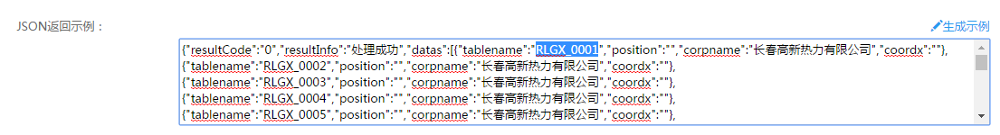 JSON返回示例：
生成示例
{"resultCode":"0","resultInfo":"处理成功","datas":[{"tablename":"RLGX_0001","position":"","corpname":"长春高新热力有限公司","coordx":""},
{"tablename":"RLGX_0002","position":"","corpname":"长春高新热力有限公司","coordx":""},
{"tablename":"RLGX_0003","position":"","corpname":"长春高新热力有限公司","coordx":""},
{"tablename":"RLGX_0004","position":"","corpname":"长春高新热力有限公司","coordx":""},
{"tablename":"RLGX_0005","position":"","corpname":"长春高新热力有限公司","coordx":""},